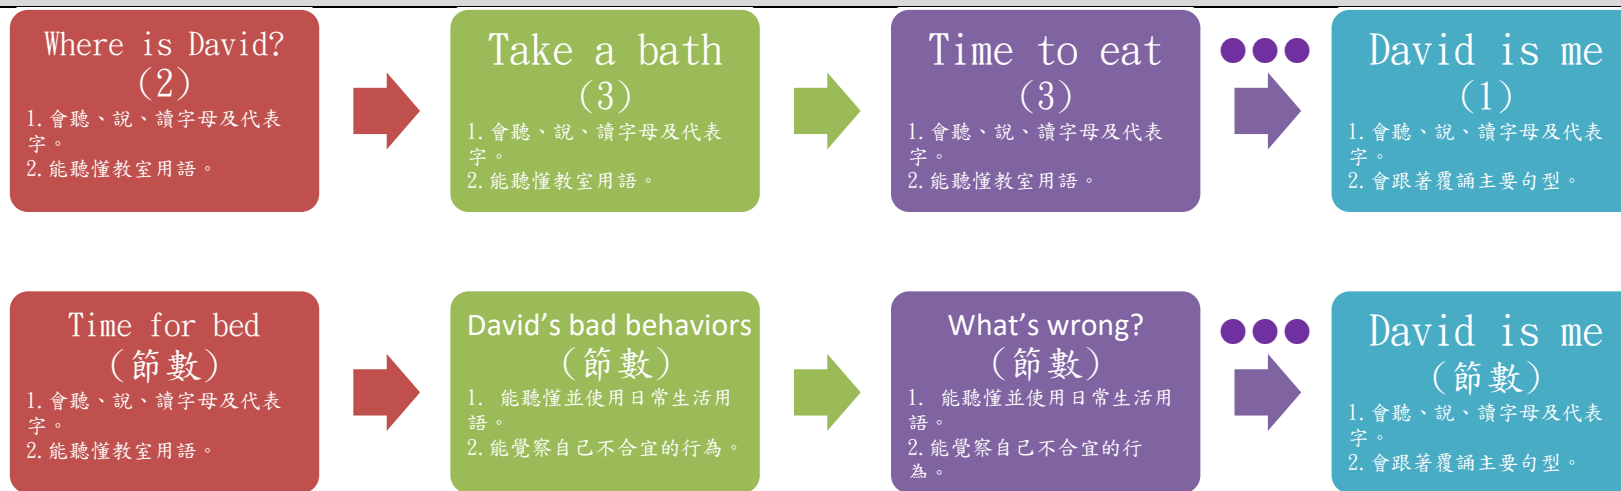 Where is David?
(2)
1.會聽、說、讀字母及代表
字。
2.能聽懂教室用語。
Take a bath
(3)
1.會聽、說、讀字母及代表
字。
2.能聽懂教室用語。
Time to eat
(3)
1.會聽、說、讀字母及代表
字。
2.能聽懂教室用語。
David is me
(1)
1.會聽、說、讀字母及代表
字。
2.會跟著覆誦主要句型。
Time for bed
(節數)
1.會聽、說、讀字母及代表
字。
2.能聽懂教室用語。
David's bad behaviors
(節數)
1. 能聽懂並使用日常生活用
語。
2.能覺察自己不合宜的行為。
What's wrong?
(節數)
1. 能聽懂並使用日常生活用
語。
2.能覺察自己不合宜的行
為。
David is me
(節數)
1.會聽、說、讀字母及代表
字。
2.會跟著覆誦主要句型。